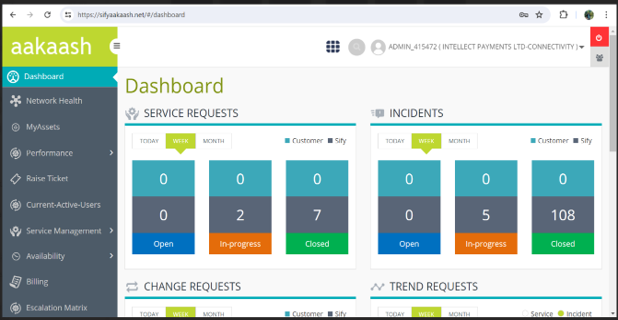 https://sifyaakaash.net/#/dashboard
aakaash
ADMIN_415472 ( INTELLECT PAYMENTS LTD-CONNECTIVITY )
Dashboard
Network Health
MyAssets
Performance
Raise Ticket
Current-Active-Users
Service Management
Availability
Billing
Escalation Matrix
Dashboard
SERVICE REQUESTS
TODAY WEEK MONTH Customer Sify
0 0 0
0 2 7
Open In-progress Closed
INCIDENTS
TODAY WEEK MONTH Customer Sify
0 0 0
0 5 108
Open In-progress Closed
CHANGE REQUESTS
TODAY WEEK MONTH Customer Sify
TREND REQUESTS
TODAY WEEK MONTH Service Incident